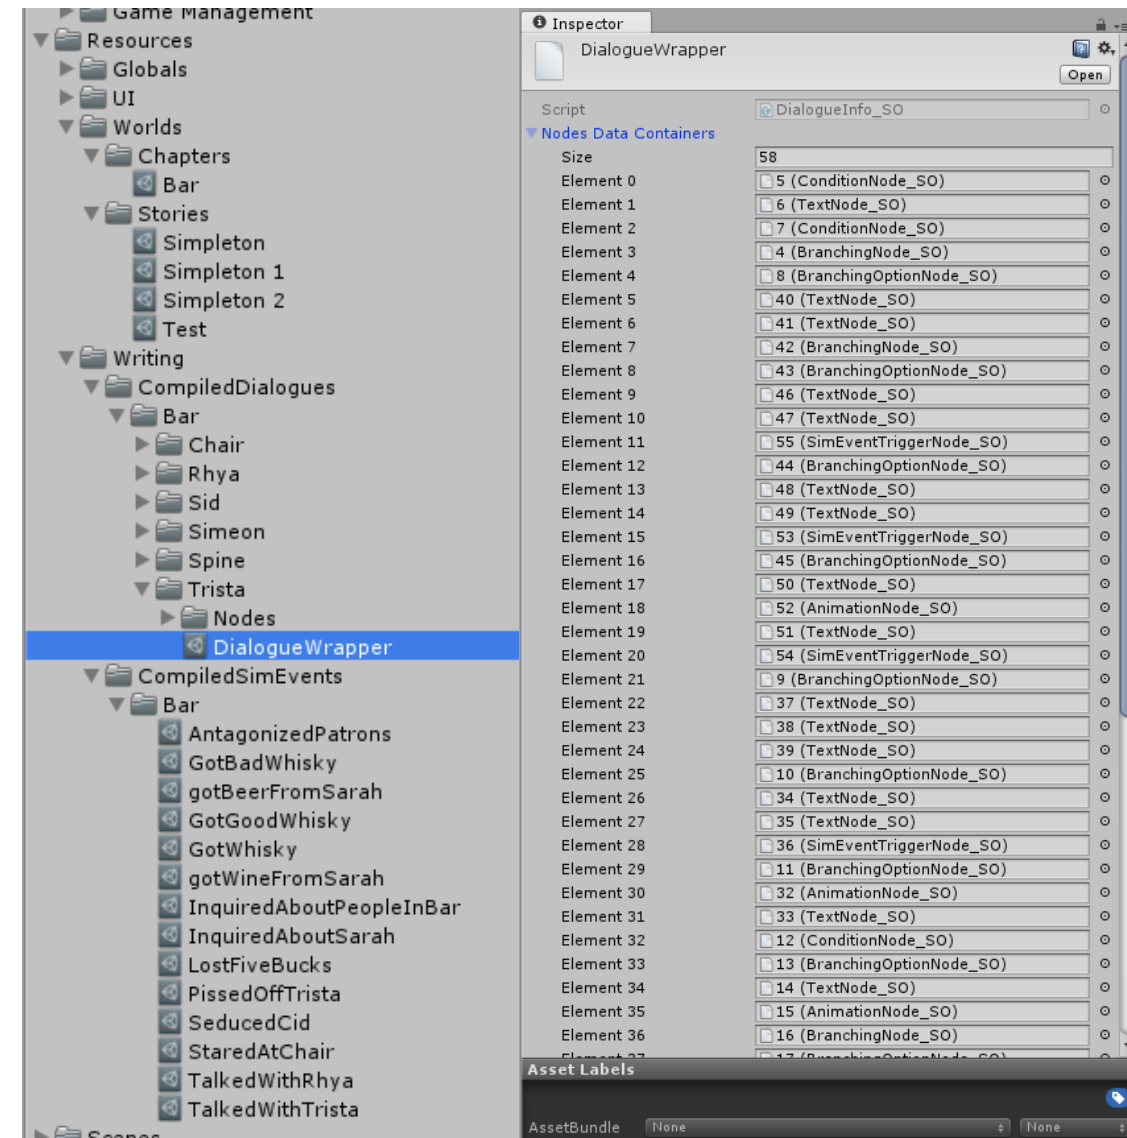 Game Management
Resources
Globals
UI
Worlds
Chapters
Bar
Stories
Simpleton
Simpleton 1
Simpleton 2
Test
Writing
CompiledDialogues
Bar
Chair
Rhya
Sid
Simeon
Spine
Trista
Nodes
DialogueWrapper
CompiledSimEvents
Bar
AntagonizedPatrons
GotBadWhisky
gotBeerFromSarah
GotGoodWhisky
GotWhisky
gotWineFromSarah
InquiredAboutPeopleInBar
InquiredAboutSarah
LostFiveBucks
PissedOffTrista
SeducedCid
StaredAtChair
TalkedWithRhya
TalkedWithTrista
Scenes
Inspector
DialogueWrapper
Open
Script DialogueInfo_SO
Nodes Data Containers
Size 58
Element 0 5 (ConditionNode_SO)
Element 1 6 (TextNode_SO)
Element 2 7 (ConditionNode_SO)
Element 3 4 (BranchingNode_SO)
Element 4 8 (BranchingOptionNode_SO)
Element 5 40 (TextNode_SO)
Element 6 41 (TextNode_SO)
Element 7 42 (BranchingNode_SO)
Element 8 43 (BranchingOptionNode_SO)
Element 9 46 (TextNode_SO)
Element 10 47 (TextNode_SO)
Element 11 55 (SimEventTriggerNode_SO)
Element 12 44 (BranchingOptionNode_SO)
Element 13 48 (TextNode_SO)
Element 14 49 (TextNode_SO)
Element 15 53 (SimEventTriggerNode_SO)
Element 16 45 (BranchingOptionNode_SO)
Element 17 50 (TextNode_SO)
Element 18 52 (AnimationNode_SO)
Element 19 51 (TextNode_SO)
Element 20 54 (SimEventTriggerNode_SO)
Element 21 9 (BranchingOptionNode_SO)
Element 22 37 (TextNode_SO)
Element 23 38 (TextNode_SO)
Element 24 39 (TextNode_SO)
Element 25 10 (BranchingOptionNode_SO)
Element 26 34 (TextNode_SO)
Element 27 35 (TextNode_SO)
Element 28 36 (SimEventTriggerNode_SO)
Element 29 11 (BranchingOptionNode_SO)
Element 30 32 (AnimationNode_SO)
Element 31 33 (TextNode_SO)
Element 32 12 (ConditionNode_SO)
Element 33 13 (BranchingOptionNode_SO)
Element 34 14 (TextNode_SO)
Element 35 15 (AnimationNode_SO)
Element 36 16 (BranchingNode_SO)
Element 37 17 (BranchingOptionNode_SO)
Asset Labels
AssetBundle None None